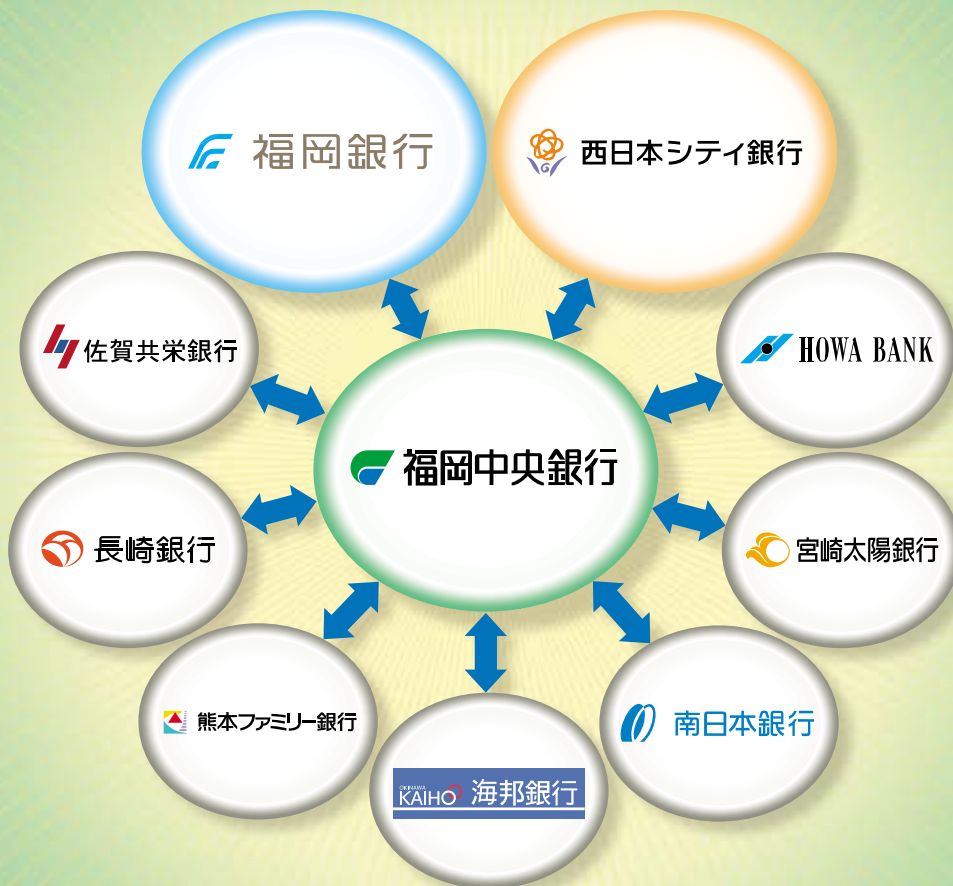 福岡銀行
西日本シティ銀行
佐賀共栄銀行
HOWA BANK
福岡中央銀行
長崎銀行
宮崎太陽銀行
熊本ファミリー銀行
南日本銀行
OKINAWA
KAIHO 海邦銀行